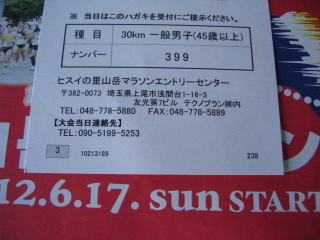 ※ 当日はこのハガキを受付にご提示ください。
種目 30km 一般男子(45歳以上)
ナンバー 399
ヒスイの里山岳マラソンエントリーセンター
〒362-0073 埼玉県上尾市浅間台1-16-3
友光第7ビル テクノプラン㈱内
TEL:048-778-5880 FAX:048-778-5889
【大会当日連絡先】
TEL:090-5199-5253
3 10213189 238
12.6.17. sun START